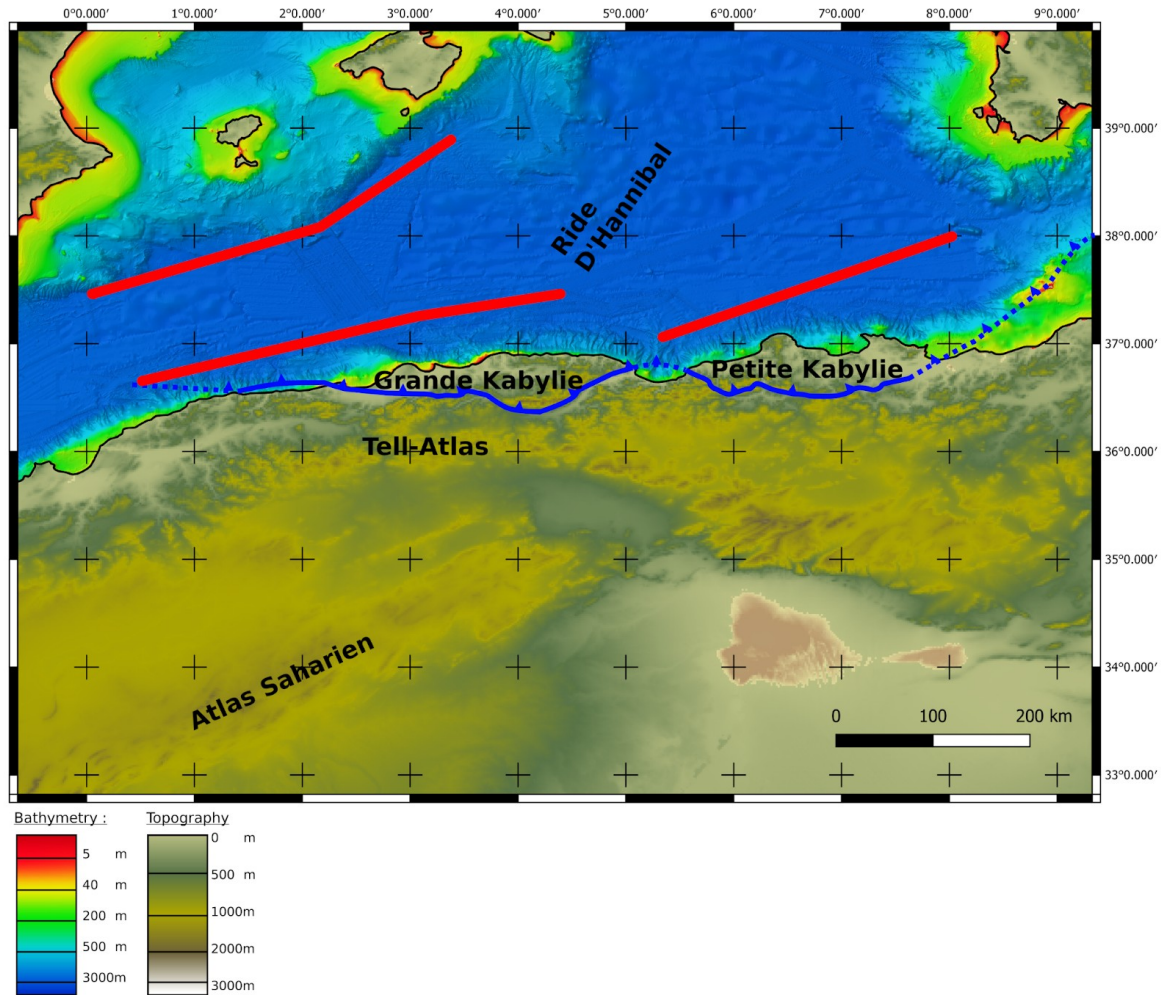 0°0.000′ 1°0.000′ 2°0.000′ 3°0.000′ 4°0.000′ 5°0.000′ 6°0.000′ 7°0.000′ 8°0.000′ 9°0.000′
39°0.000′
Ride
D'Hannibal
38°0.000′
37°0.000′
Petite Kabylie
Grande Kabylie
Tell-Atlas
36°0.000′
35°0.000′
Atlas Saharien
34°0.000′
0 100 200 km
33°0.000′
Bathymetry :
5 m
40 m
200 m
500 m
3000m
Topography
0 m
500 m
1000m
2000m
3000m